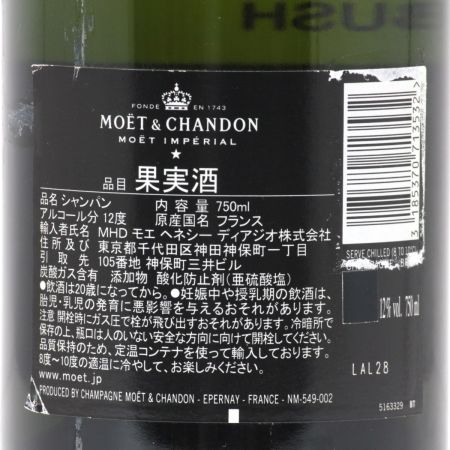 BUSH
FONDÉ EN 1743
MOËT & CHANDON
MOËT IMPÉRIAL
品目 果実酒
品名 シャンパン 内容量 750ml
アルコール分 12度 原産国名 フランス
輸入者氏名 MHD モエ ヘネシー ディアジオ株式会社
住所及び 東京都千代田区神田神保町一丁目
引取先 105番地 神保町三井ビル
炭酸ガス含有 添加物 酸化防止剤(亜硫酸塩)
●飲酒は20歳になってから。●妊娠中や授乳期の飲酒は、
胎児・乳児の発育に悪影響を与えるおそれがあります。
注意 開栓時にガス圧で栓が飛び出すおそれがあります。冷暗所で
保存の上、瓶口は人のいない安全な方向に向けて開栓してください。
品質保持のため、定温コンテナを使って輸入しております。
8度〜10度の適温に冷やして、お楽しみください。
www.moet.jp
PRODUCED BY CHAMPAGNE MOËT & CHANDON - EPERNAY - FRANCE - NM-549-002
3 185370 713532
SERVE CHILLED (8 TO 10°C)
12% vol. 750 ml
LAL28
5163329 BT